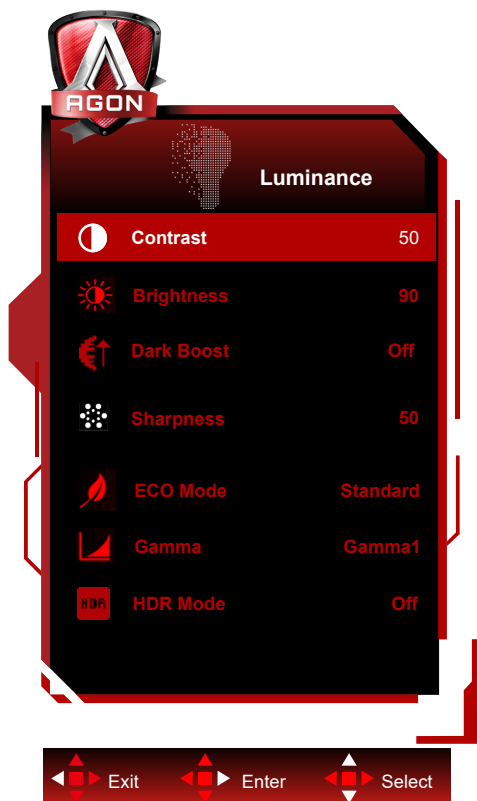 AGON
Luminance
Contrast 50
Brightness 90
Dark Boost Off
Sharpness 50
ECO Mode Standard
Gamma Gamma1
HDR HDR Mode Off
Exit Enter Select